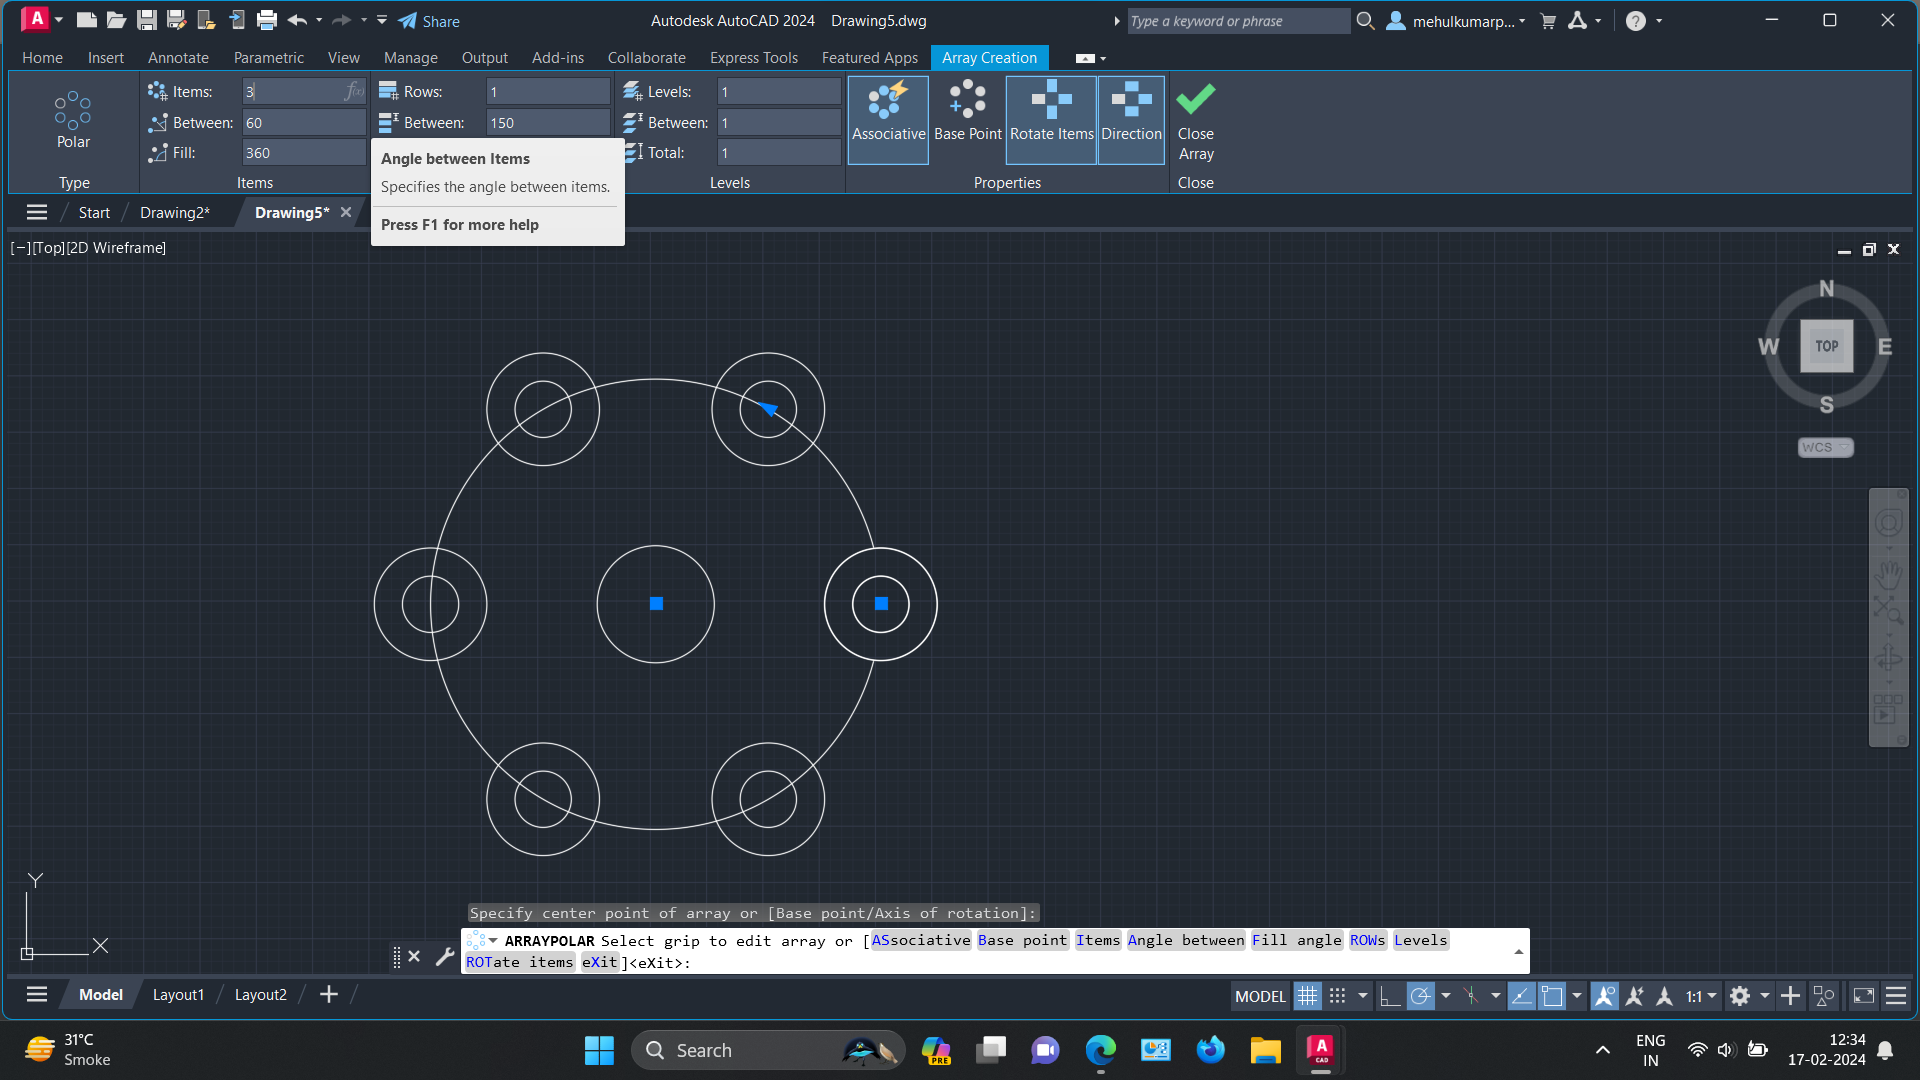 A Share Autodesk AutoCAD 2024 Drawing5.dwg Type a keyword or phrase mehulkumarp...
Home Insert Annotate Parametric View Manage Output Add-ins Collaborate Express Tools Featured Apps Array Creation
Items: 3 f(x) Rows: 1 Levels: 1
Between: 60 Between: 150 Between: 1
Fill: 360 Total: 1
Polar
Associative Base Point Rotate Items Direction Close
Array
Type Items Levels Properties Close
Angle between Items
Specifies the angle between items.
Press F1 for more help
Start Drawing2* Drawing5*
[−][Top][2D Wireframe]
N
W TOP E
S
WCS
Y
X
Specify center point of array or [Base point/Axis of rotation]:
ARRAYPOLAR Select grip to edit array or [ASsociative Base point Items Angle between Fill angle ROWs Levels
ROTate items eXit]<eXit>:
Model Layout1 Layout2 MODEL 1:1
31°C
Smoke
Search
PRE
A
CAD
ENG
IN
12:34
17-02-2024